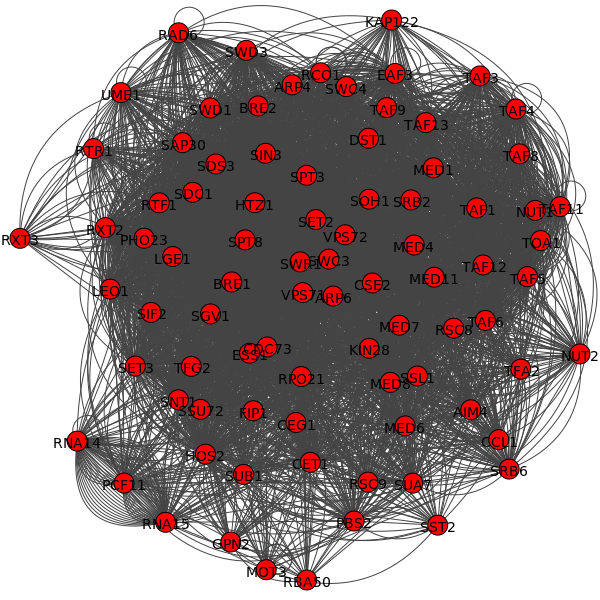 KAP122
RAD6
SWD3
RCO1
EAF3
TAF3
ARP4
SWC4
UME1
SWD1
BRE2
TAF9
TAF4
TAF13
SAP30
DST1
RTR1
SIN3
TAF8
SDS3
MED1
SPT3
SDC1
SOH1
SRB2
RTF1
HTZ1
TAF1
NUT1
TAF11
SET2
RXT2
VPS72
RXT3
PHO23
SPT8
TOA1
MED4
LGF1
SWR1
SWC3
TAF12
MED11
TAF5
BRE1
CSF2
LEO1
VPS71
ARP6
SIF2
SGV1
TAF6
MED7
RSC8
CDC73
KIN28
ESS1
NUT2
SET3
TFG2
TFA2
RPO21
SSL1
MED8
SNT1
SSU72
FIP1
AIM4
CEG1
MED6
RNA14
CCL1
HOS2
CET1
SRB6
SUB1
PCF11
RSC9
SUA7
RNA15
PBS2
SST2
GPN2
MOT3
RBA50